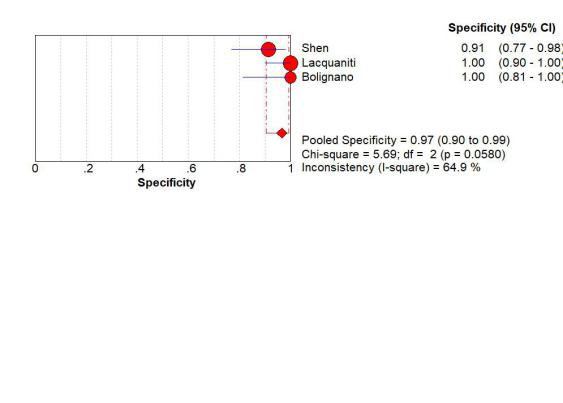 Specificity (95% CI)
Shen 0.91 (0.77 - 0.98)
Lacquaniti 1.00 (0.90 - 1.00)
Bolignano 1.00 (0.81 - 1.00)
Pooled Specificity = 0.97 (0.90 to 0.99)
Chi-square = 5.69; df = 2 (p = 0.0580)
Inconsistency (I-square) = 64.9 %
0 .2 .4 .6 .8 1
Specificity